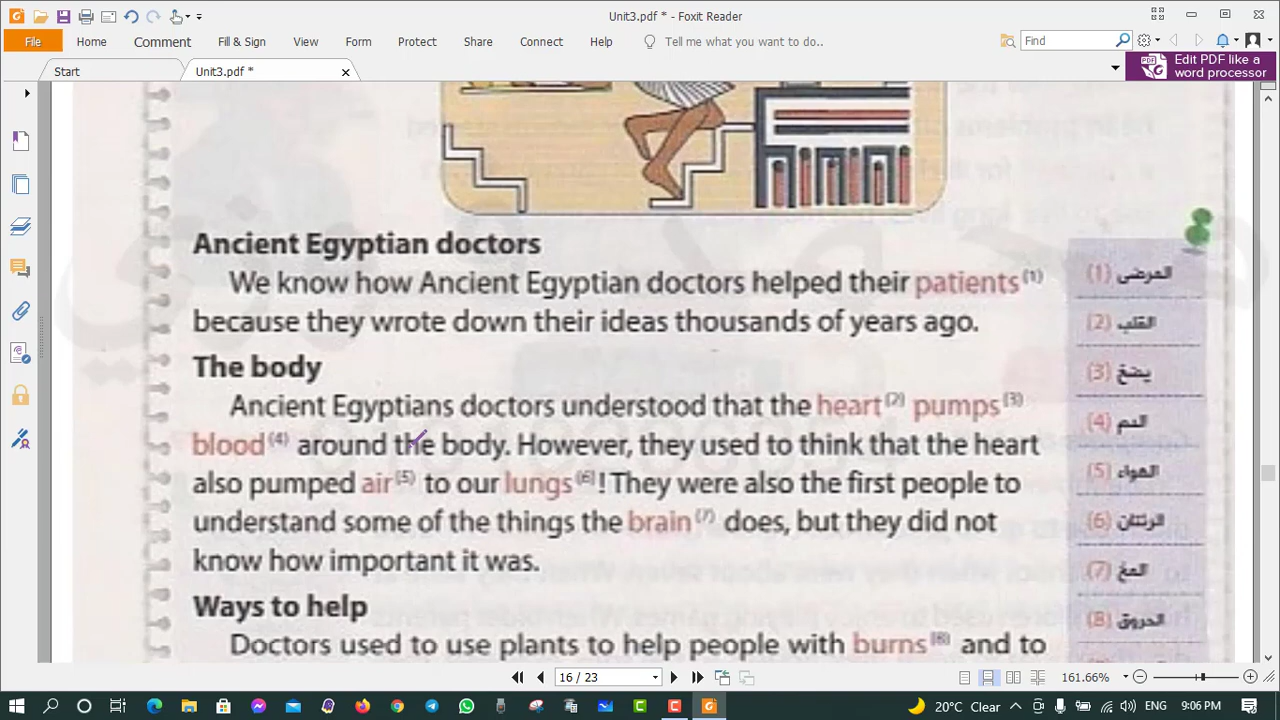 Unit3.pdf * - Foxit Reader
File Home Comment Fill & Sign View Form Protect Share Connect Help Tell me what you want to do.. Find
Edit PDF like a
word processor
Start Unit3.pdf *
Ancient Egyptian doctors
We know how Ancient Egyptian doctors helped their patients (1)
because they wrote down their ideas thousands of years ago.
The body
Ancient Egyptians doctors understood that the heart (2) pumps (3)
blood (4) around the body. However, they used to think that the heart
also pumped air (5) to our lungs (6)! They were also the first people to
understand some of the things the brain (7) does, but they did not
know how important it was.
Ways to help
Doctors used to use plants to help people with burns (8) and to
(1) المرضى
(2) القلب
(3) يضخ
(4) الدم
(5) الهواء
(6) الرئتان
(7) المخ
(8) الحروق
16 / 23 161.66%
20°C Clear ENG 9:06 PM